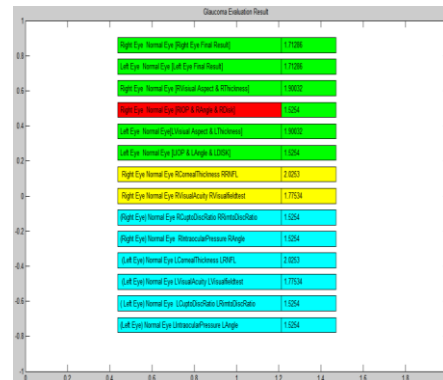 Glaucoma Evaluation Result
1
0.8
0.6
0.4
0.2
0
-0.2
-0.4
-0.6
-0.8
-1
Right Eye Normal Eye [Right Eye Final Result] 1.71286
Left Eye Normal Eye [Left Eye Final Result] 1.71286
Right Eye Normal Eye [RVisual Aspect & RThickness] 1.90032
Right Eye Normal Eye [RIOP & RAngle & RDisk] 1.5254
Left Eye Normal Eye[LVisual Aspect & LThickness] 1.90032
Left Eye Normal Eye [LIOP & LAngle & LDISK] 1.5254
Right Eye Normal Eye RCornealThickness RRNFL 2.0253
Right Eye Normal Eye RVisualAcuity RVisualfieldtest 1.77534
(Right Eye) Normal Eye RCuptoDiscRatio RRimtoDiscRatio 1.5254
(Right Eye) Normal Eye RIntraocularPressure RAngle 1.5254
(Left Eye) Normal Eye LCornealThickness LRNFL 2.0253
(Left Eye) Normal Eye LVisualAcuity LVisualfieldtest 1.77534
( Left Eye) Normal Eye LCuptoDiscRatio LRimtoDiscRatio 1.5254
(Left Eye) Normal Eye LIntraocularPressure LAngle 1.5254
0 0.2 0.4 0.6 0.8 1 1.2 1.4 1.6 1.8